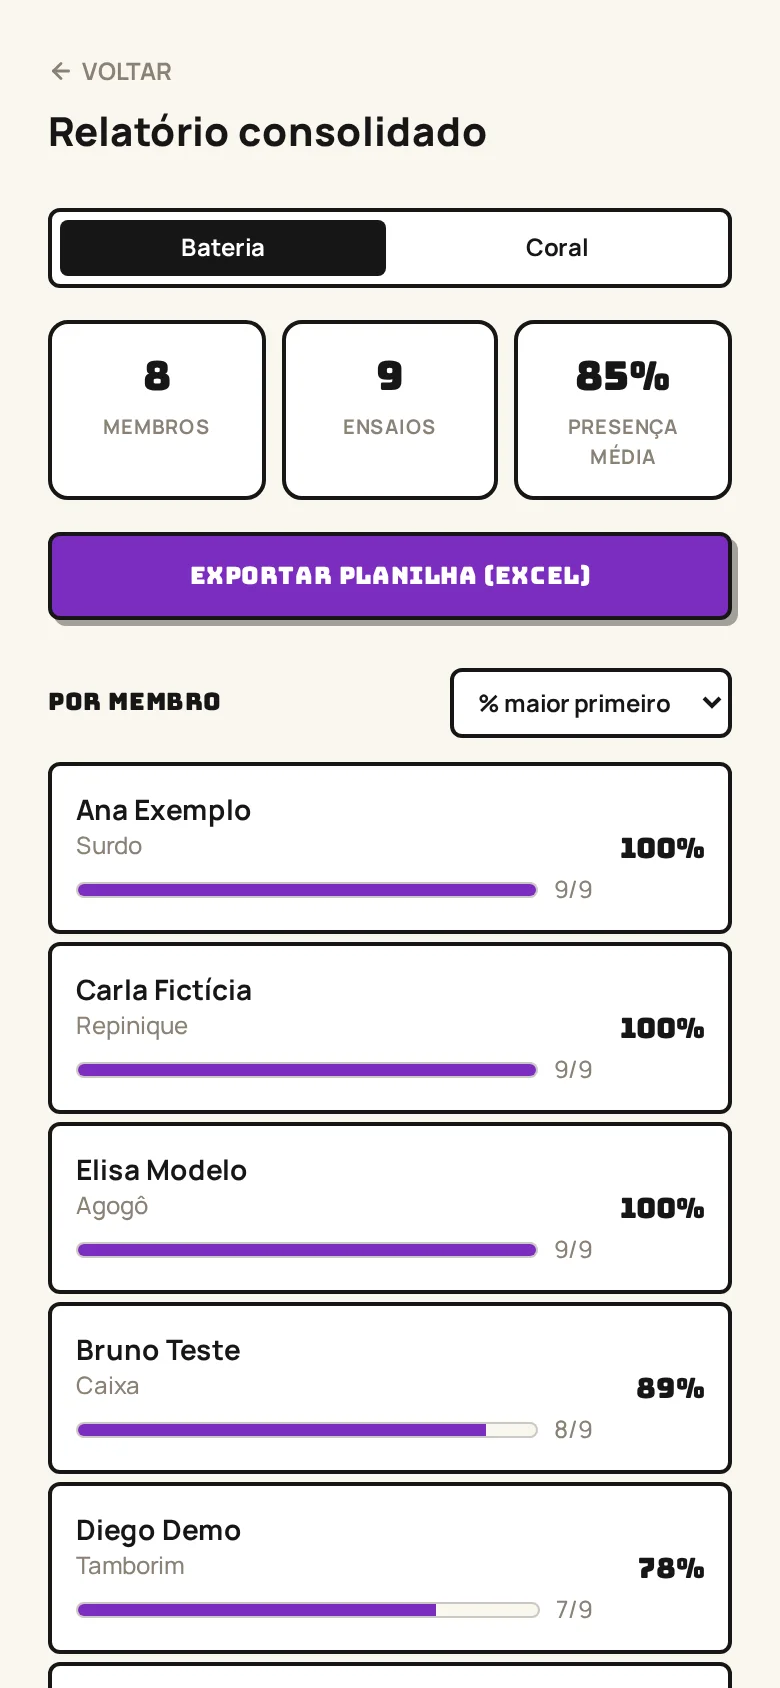 ← VOLTAR
Relatório consolidado
Bateria
Coral
8
MEMBROS
9
ENSAIOS
85%
PRESENÇA
MÉDIA
EXPORTAR PLANILHA (EXCEL)
POR MEMBRO
% maior primeiro
Ana Exemplo
Surdo
100%
9/9
Carla Fictícia
Repinique
100%
9/9
Elisa Modelo
Agogô
100%
9/9
Bruno Teste
Caixa
89%
8/9
Diego Demo
Tamborim
78%
7/9